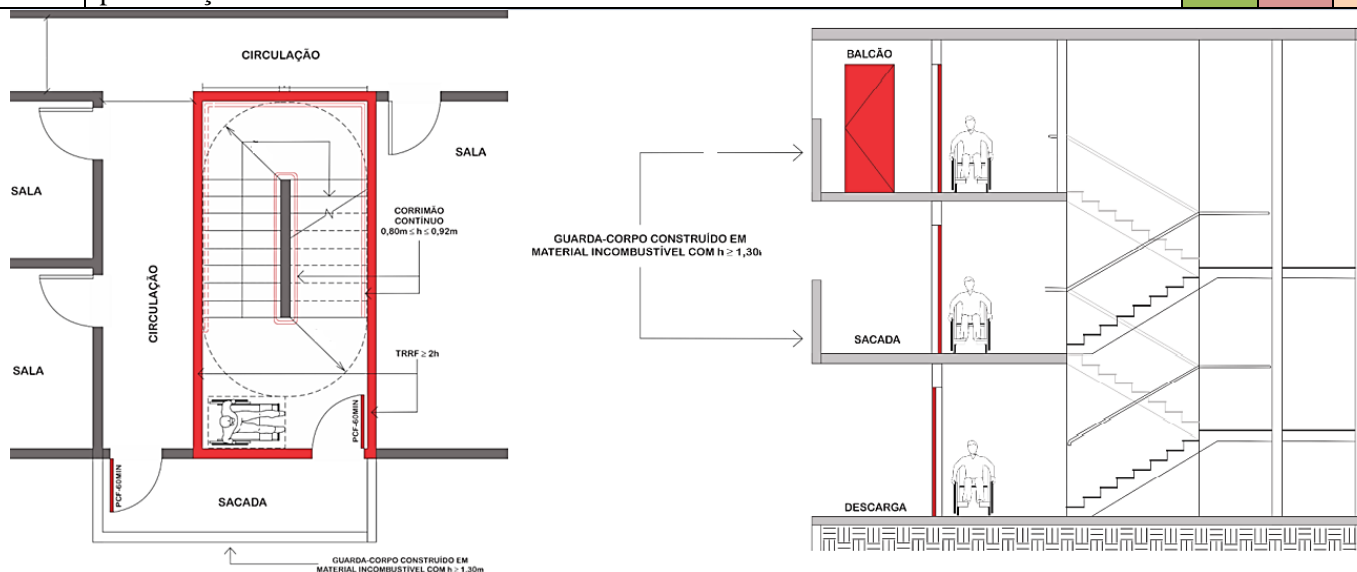 CIRCULAÇÃO
SALA
SALA
CORRIMÃO
CONTÍNUO
0,80m ≤ h ≤ 0,92m
CIRCULAÇÃO
SALA
TRRF ≥ 2h
PCF-60MIN
PCF-60MIN
SACADA
GUARDA-CORPO CONSTRUÍDO EM
MATERIAL INCOMBUSTÍVEL COM h ≥ 1,30m
BALCÃO
GUARDA-CORPO CONSTRUÍDO EM
MATERIAL INCOMBUSTÍVEL COM h ≥ 1,30
SACADA
DESCARGA